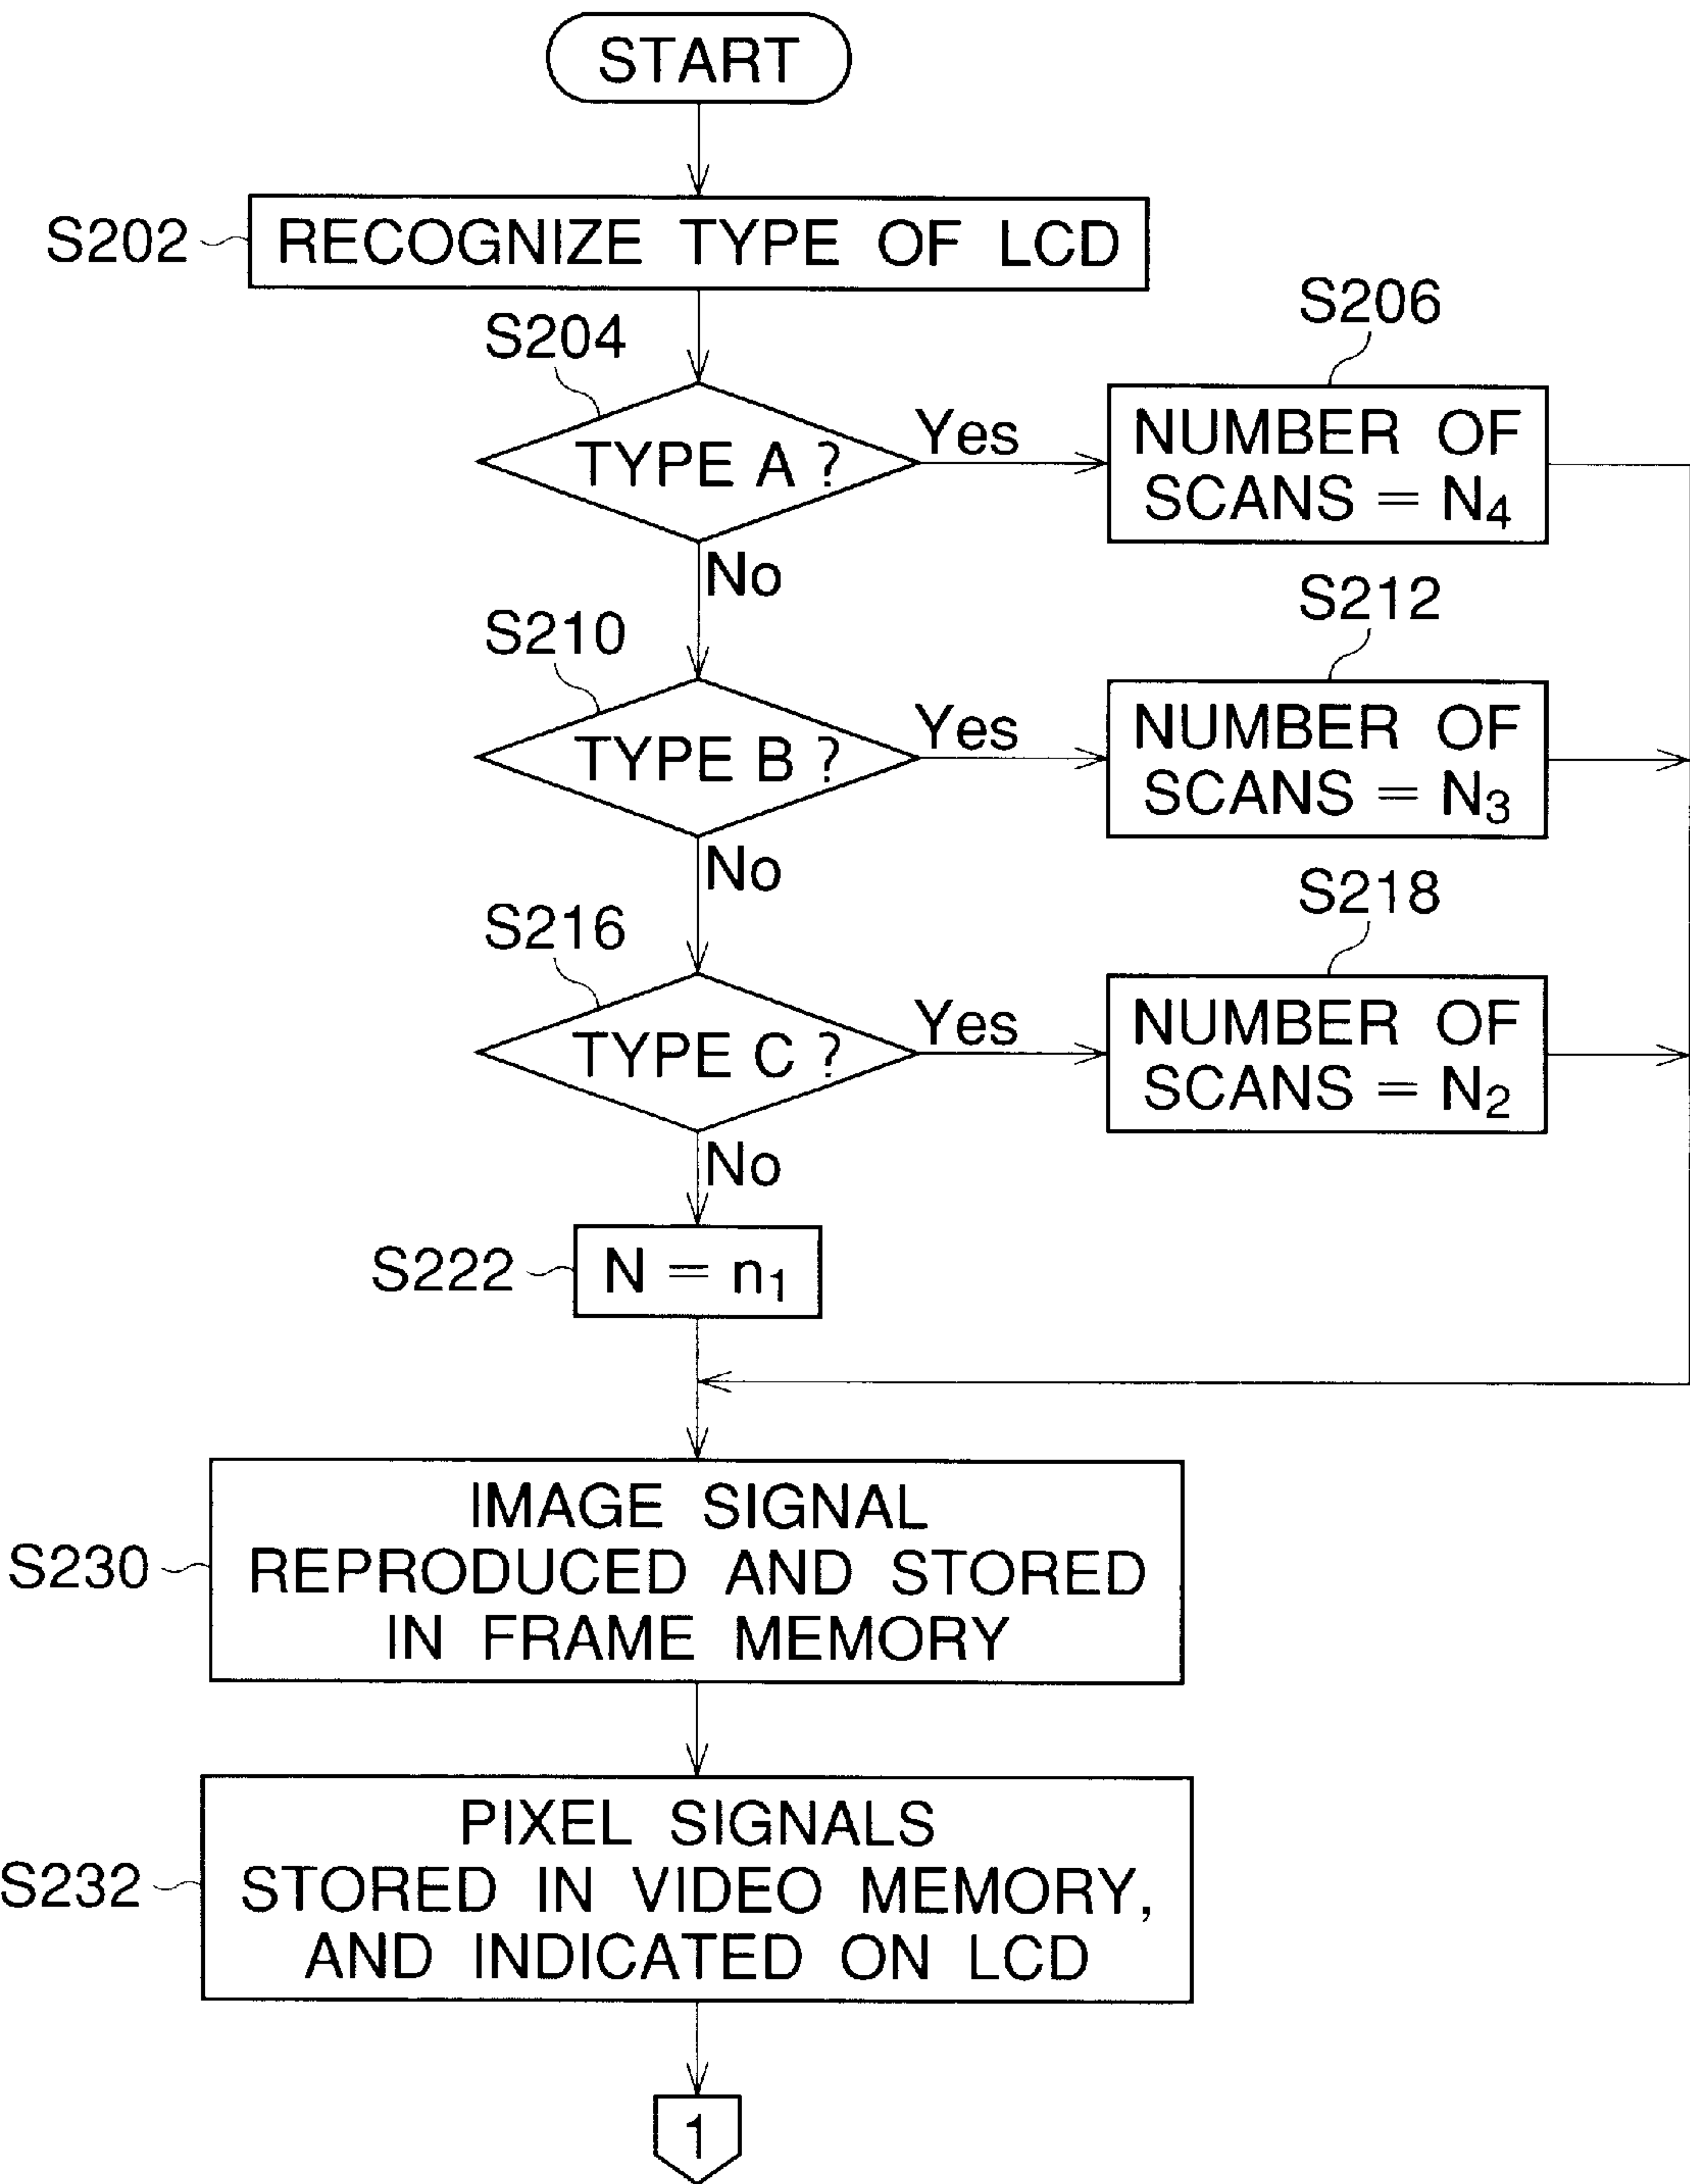 START
S202
RECOGNIZE TYPE OF LCD
S204
S206
TYPE A ?
Yes
NUMBER OF
SCANS = N4
No
S210
S212
TYPE B ?
Yes
NUMBER OF
SCANS = N3
No
S216
S218
TYPE C ?
Yes
NUMBER OF
SCANS = N2
No
S222
N = n1
S230
IMAGE SIGNAL
REPRODUCED AND STORED
IN FRAME MEMORY
S232
PIXEL SIGNALS
STORED IN VIDEO MEMORY,
AND INDICATED ON LCD
1